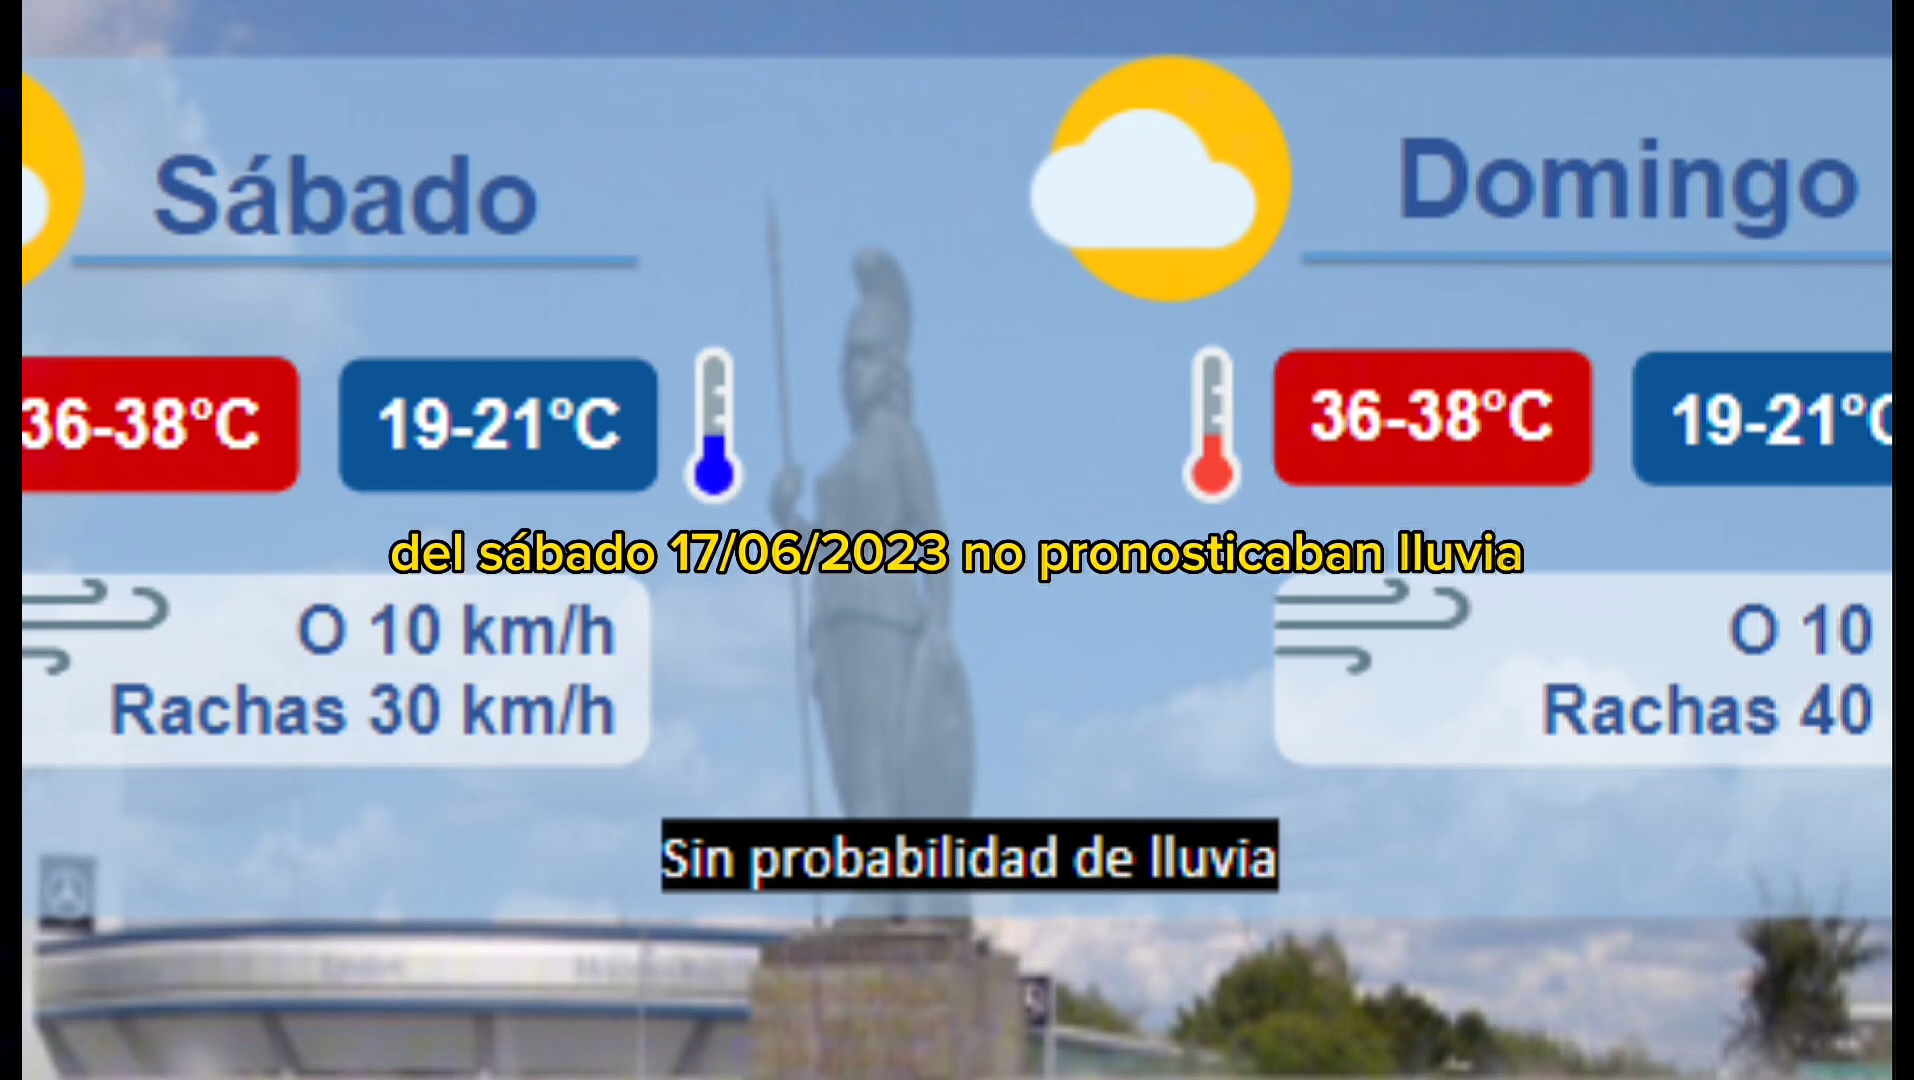 Sábado
Domingo
36-38°C
19-21°C
36-38°C
19-21°C
del sábado 17/06/2023 no pronosticaban lluvia
O 10 km/h
Rachas 30 km/h
O 10
Rachas 40
Sin probabilidad de lluvia